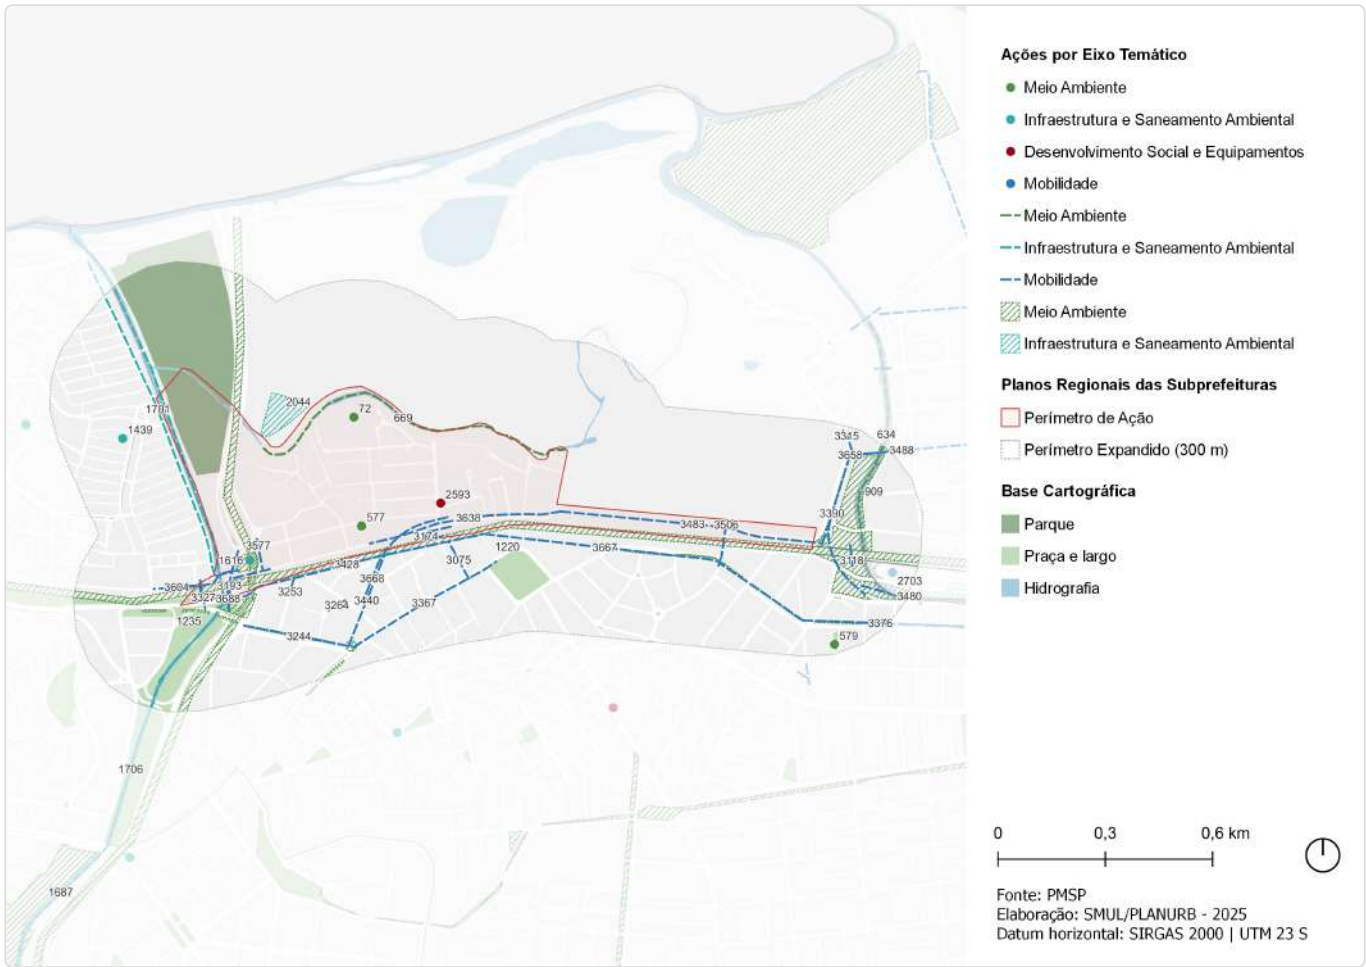 Ações por Eixo Temático
Meio Ambiente
Infraestrutura e Saneamento Ambiental
Desenvolvimento Social e Equipamentos
Mobilidade
Meio Ambiente
Infraestrutura e Saneamento Ambiental
Mobilidade
Meio Ambiente
Infraestrutura e Saneamento Ambiental
Planos Regionais das Subprefeituras
Perímetro de Ação
Perímetro Expandido (300 m)
Base Cartográfica
Parque
Praça e largo
Hidrografia
0 0,3 0,6 km
Fonte: PMSP
Elaboração: SMUL/PLANURB - 2025
Datum horizontal: SIRGAS 2000 | UTM 23 S
2044
1701
72
669
1439
634
3345
3488
3658
909
2593
3390
3638
3483
3506
577
3174
3577
1220
3667
1616
3428
3075
3118
3668
2703
3604
3193
3253
3480
3327
3688
3264
3440
3367
1235
3376
3244
579
1706
1687